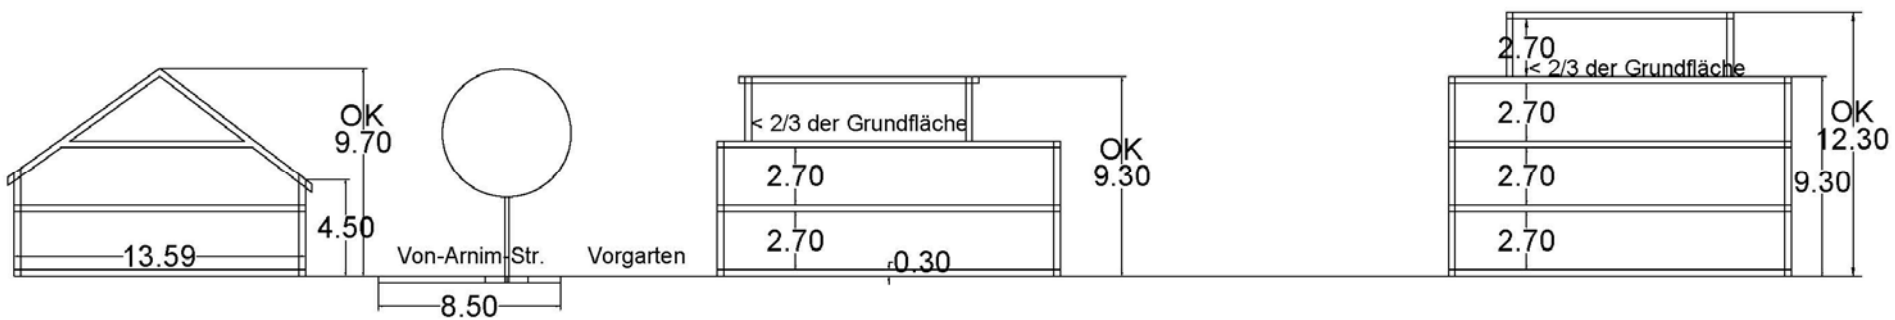 OK
9.70
4.50
13.59
Von-Arnim-Str.
8.50
Vorgarten
< 2/3 der Grundfläche
2.70
2.70
0.30
OK
9.30
2.70
< 2/3 der Grundfläche
2.70
2.70
2.70
OK
12.30
9.30